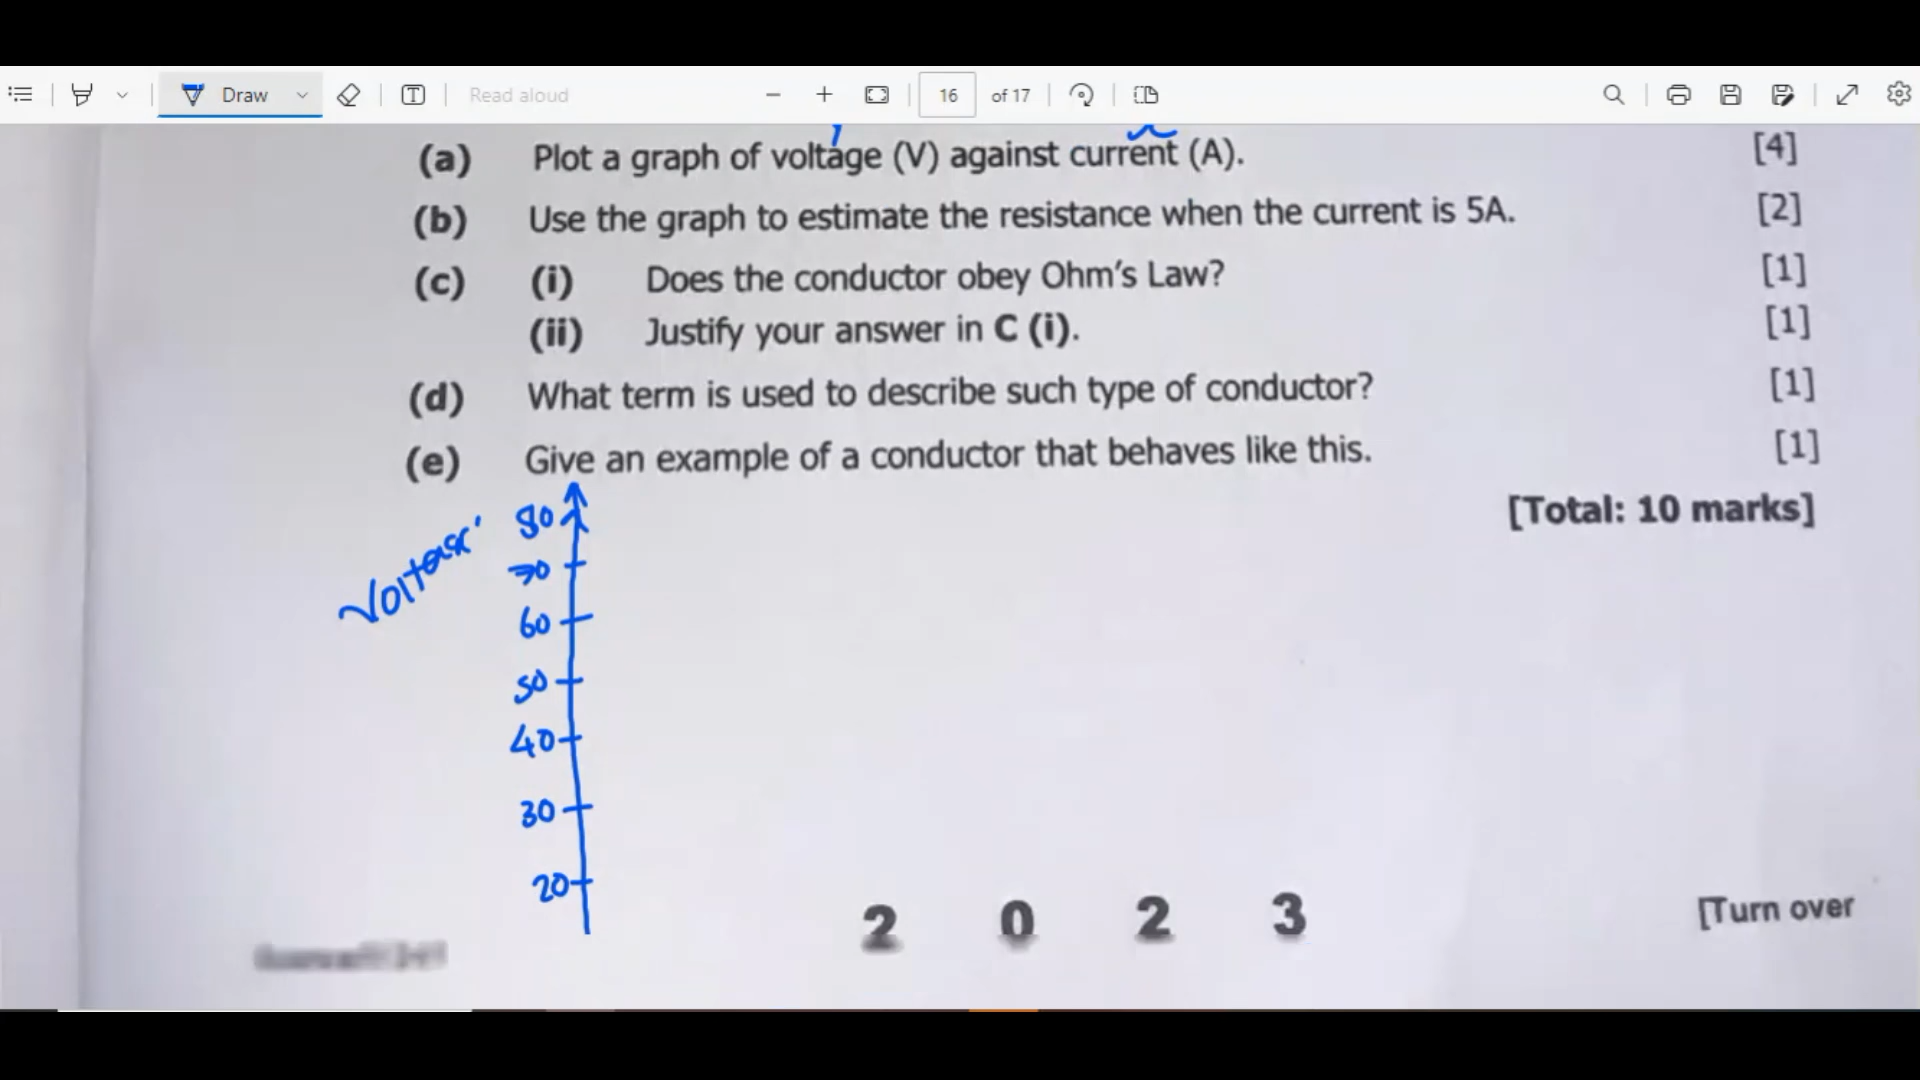 Draw
Read aloud
16 of 17
(a) Plot a graph of voltage (V) against current (A). [4]
(b) Use the graph to estimate the resistance when the current is 5A. [2]
(c) (i) Does the conductor obey Ohm's Law? [1]
(ii) Justify your answer in C (i). [1]
(d) What term is used to describe such type of conductor? [1]
(e) Give an example of a conductor that behaves like this. [1]
[Total: 10 marks]
80
70
60
50
40
30
20
2 0 2 3
[Turn over